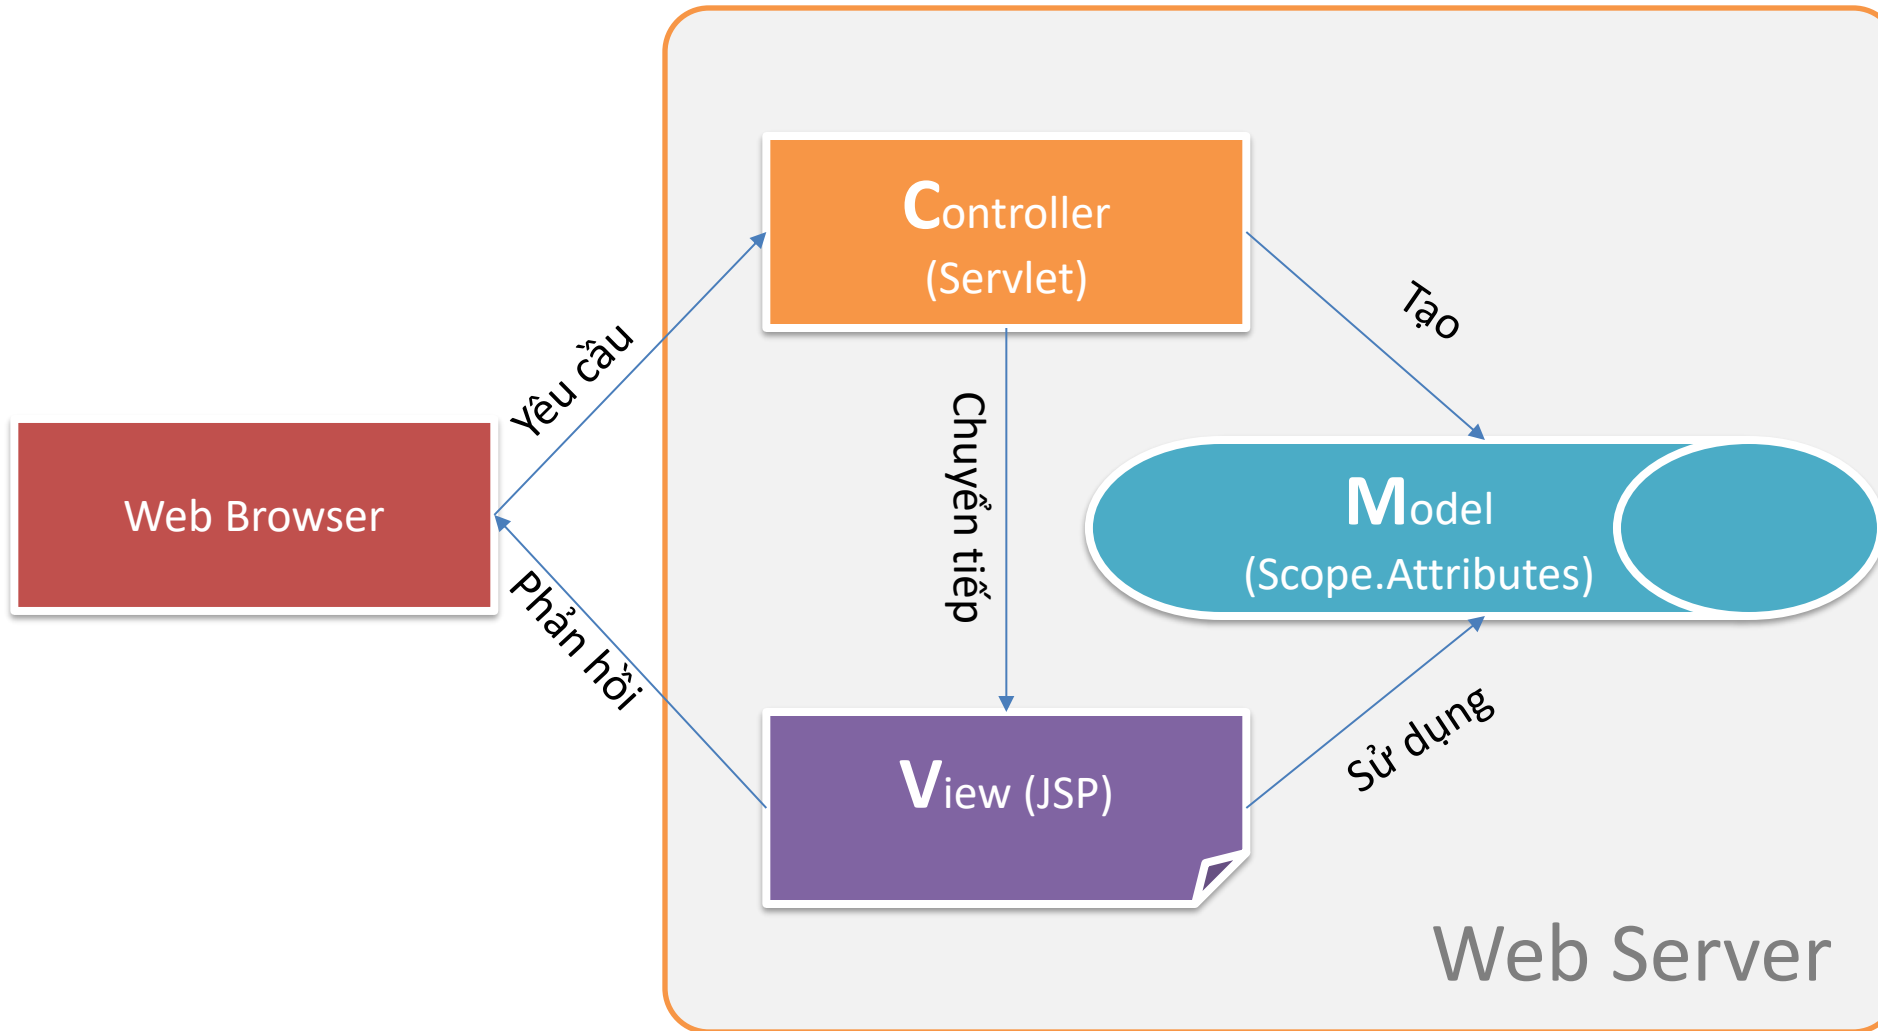 Controller
(Servlet)
Tạo
Yêu cầu
Chuyển tiếp
Web Browser
Model
(Scope.Attributes)
Phản hồi
Sử dụng
View (JSP)
Web Server